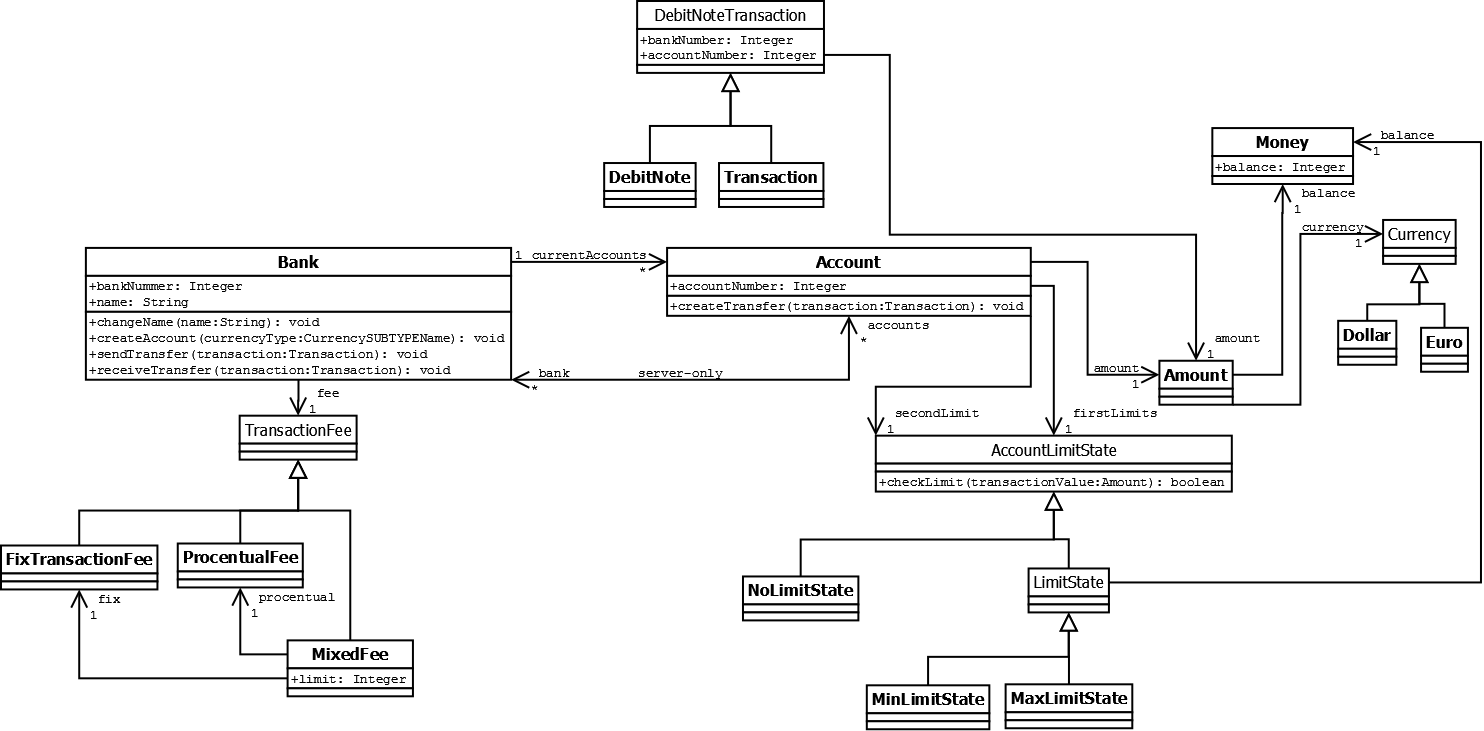 DebitNoteTransaction
+bankNumber: Integer
+accountNumber: Integer
DebitNote
Transaction
Money
+balance: Integer
balance
1
balance
1
currency
1
Currency
Dollar
Euro
Bank
+bankNummer: Integer
+name: String
+changeName(name:String): void
+createAccount(currencyType:CurrencySUBTYPEName): void
+sendTransfer(transaction:Transaction): void
+receiveTransfer(transaction:Transaction): void
1 currentAccounts
*
Account
+accountNumber: Integer
+createTransfer(transaction:Transaction): void
accounts
*
bank
*
server-only
amount
1
amount
1
Amount
fee
1
TransactionFee
secondLimit
1
firstLimits
1
AccountLimitState
+checkLimit(transactionValue:Amount): boolean
FixTransactionFee
ProcentualFee
fix
1
procentual
1
MixedFee
+limit: Integer
NoLimitState
LimitState
MinLimitState
MaxLimitState